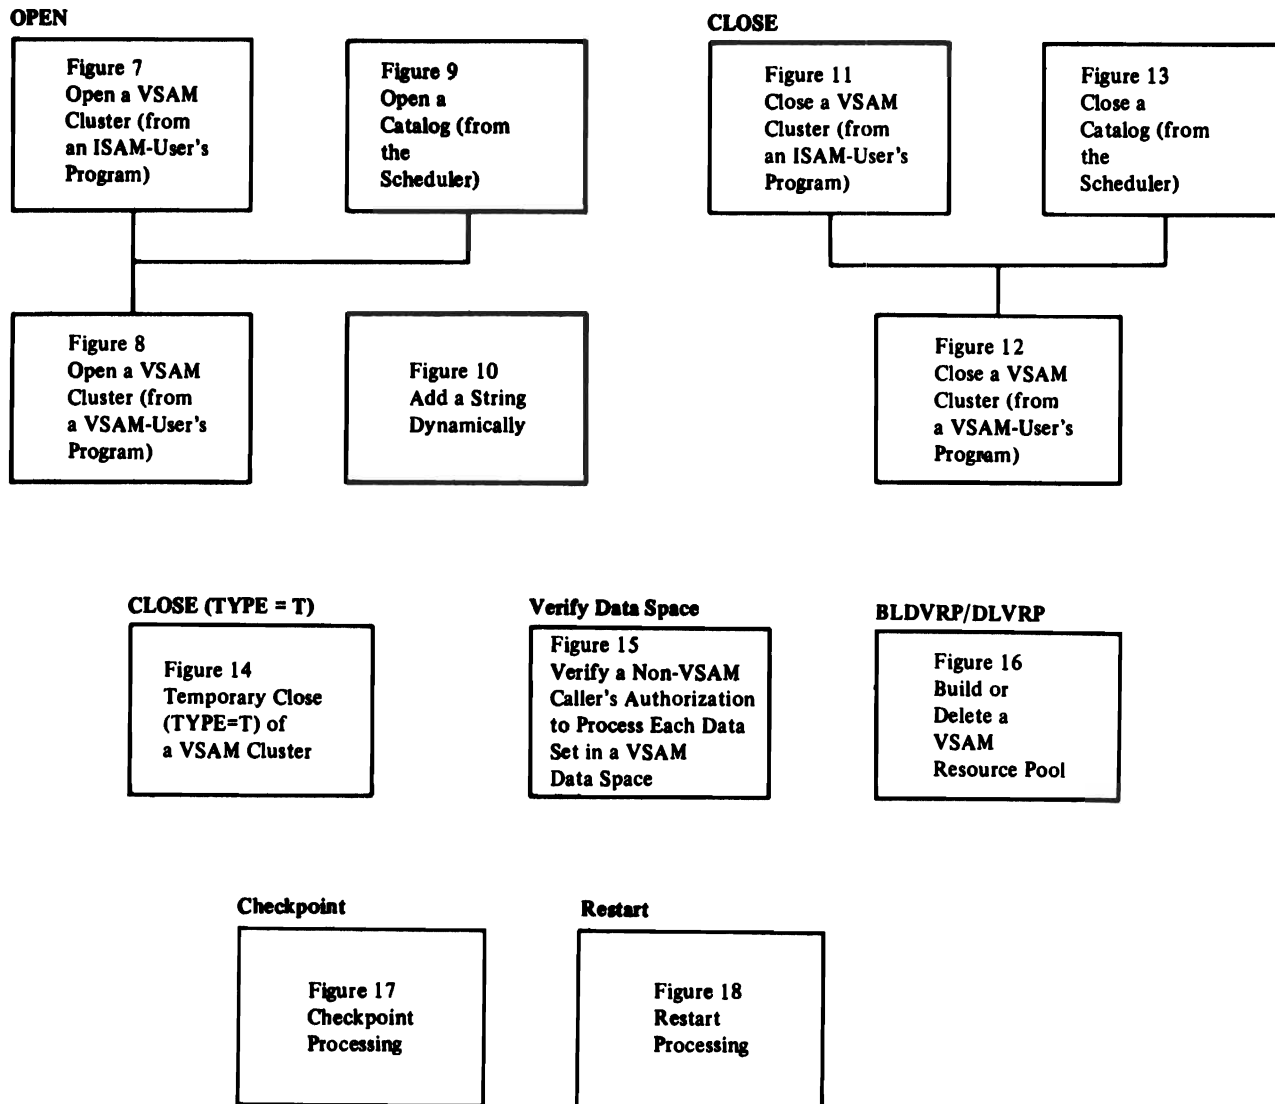 OPEN
Figure 7
Open a VSAM
Cluster (from
an ISAM-User's
Program)
Figure 9
Open a
Catalog (from
the
Scheduler)
Figure 8
Open a VSAM
Cluster (from
a VSAM-User's
Program)
Figure 10
Add a String
Dynamically
CLOSE
Figure 11
Close a VSAM
Cluster (from
an ISAM-User's
Program)
Figure 13
Close a
Catalog (from
the
Scheduler)
Figure 12
Close a VSAM
Cluster (from
a VSAM-User's
Program)
CLOSE (TYPE = T)
Figure 14
Temporary Close
(TYPE=T) of
a VSAM Cluster
Verify Data Space
Figure 15
Verify a Non-VSAM
Caller's Authorization
to Process Each Data
Set in a VSAM
Data Space
BLDVRP/DLVRP
Figure 16
Build or
Delete a
VSAM
Resource Pool
Checkpoint
Figure 17
Checkpoint
Processing
Restart
Figure 18
Restart
Processing